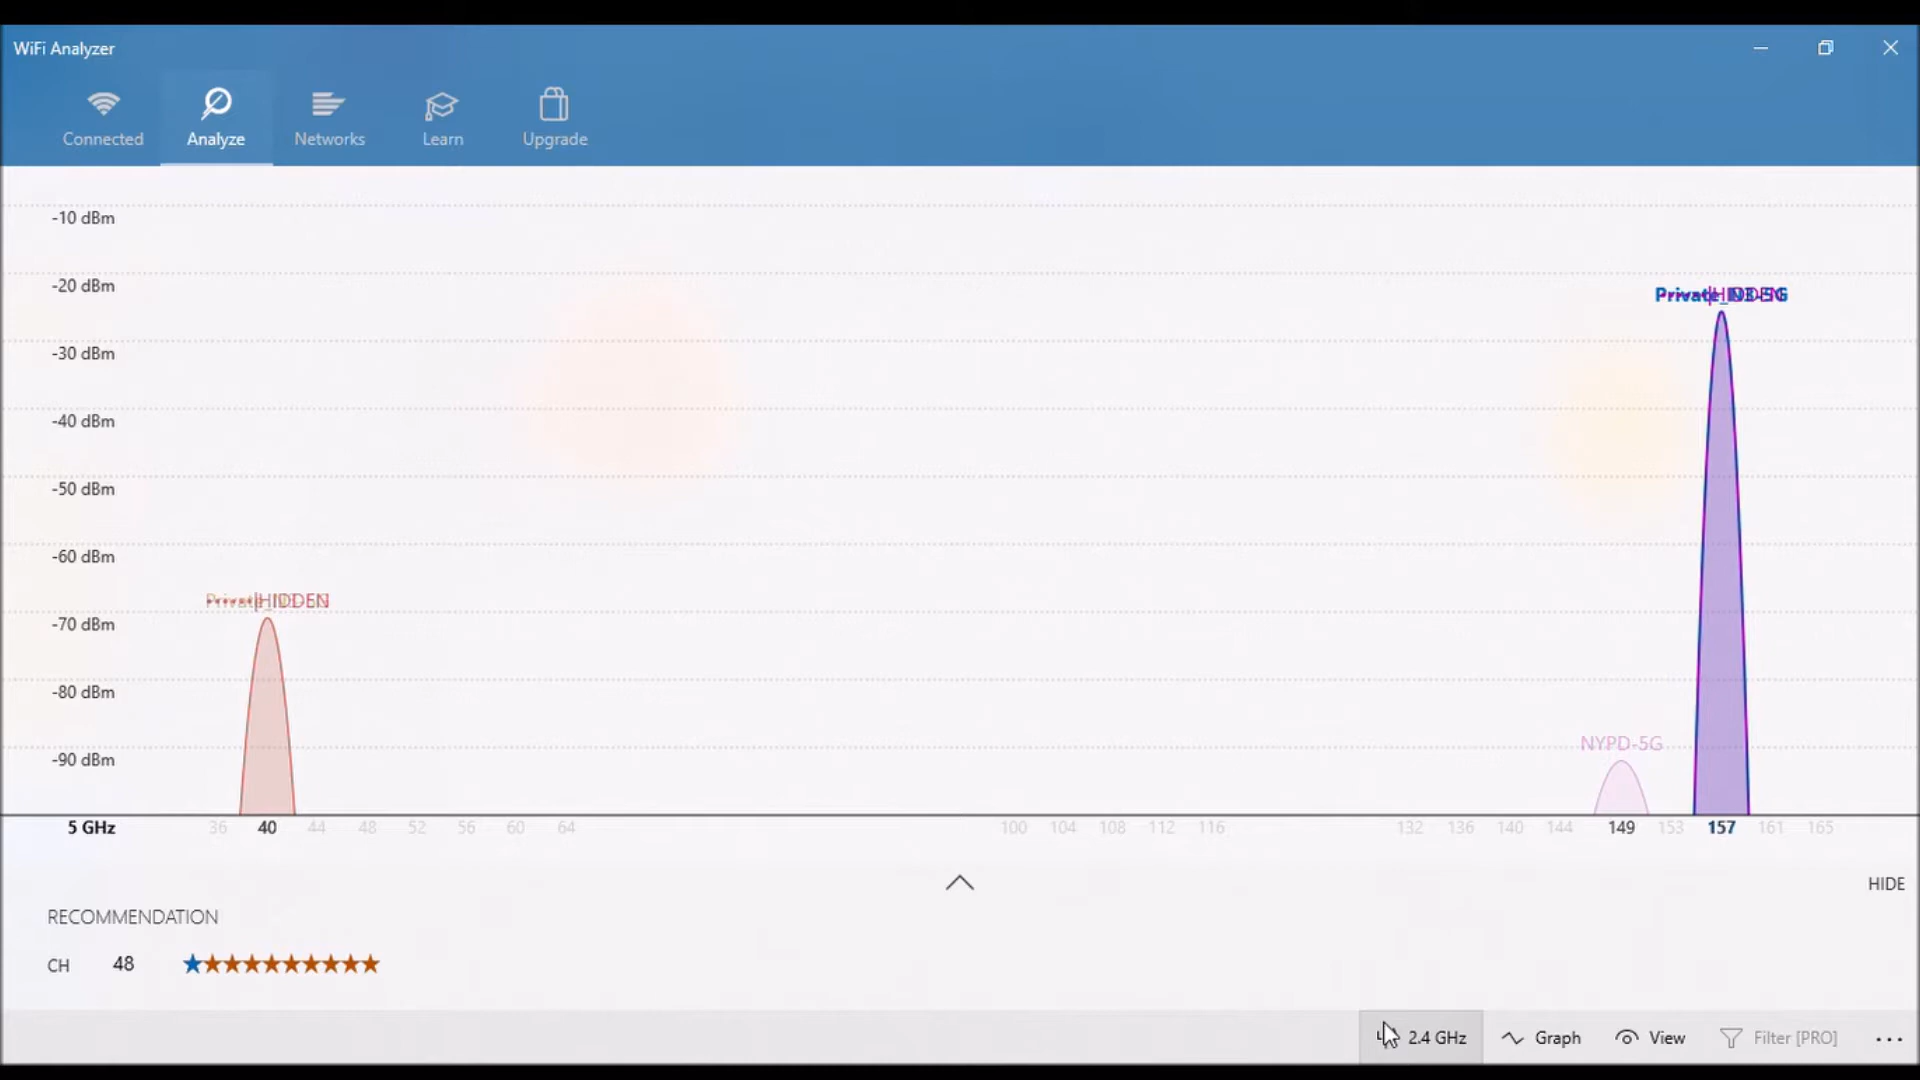 WiFi Analyzer
Connected Analyze Networks Learn Upgrade
-10 dBm
-20 dBm
-30 dBm
-40 dBm
-50 dBm
-60 dBm
-70 dBm
-80 dBm
-90 dBm
HIDDEN
NYPD-5G
5 GHz 36 40 44 48 52 56 60 64 100 104 108 112 116 132 136 140 144 149 153 157 161 165
HIDE
RECOMMENDATION
CH 48
2.4 GHz Graph View Filter [PRO]